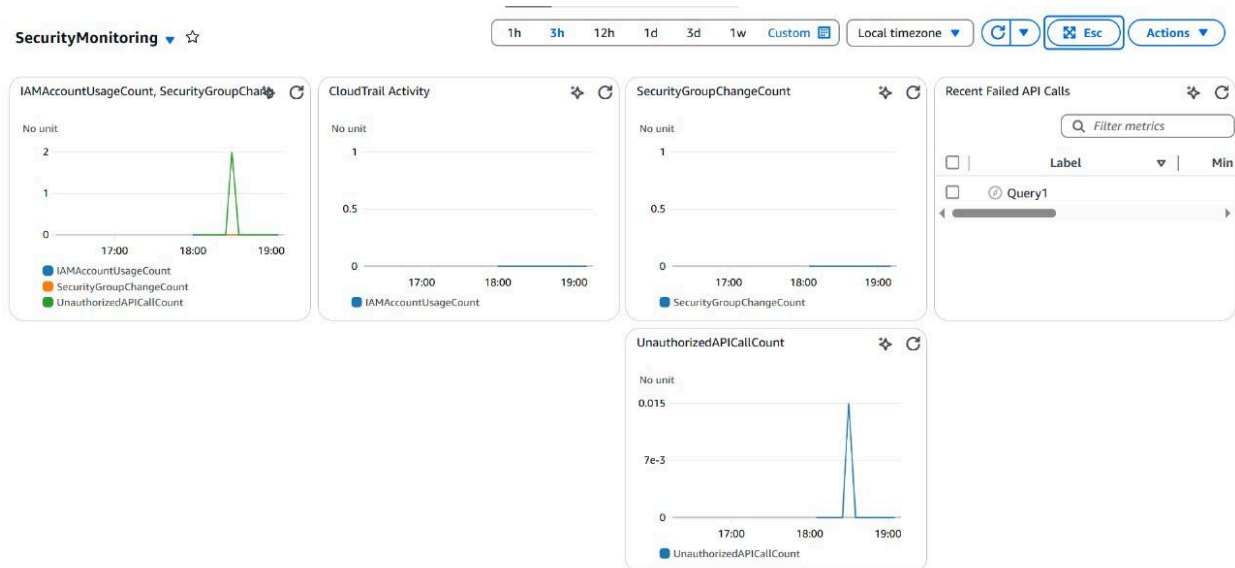 SecurityMonitoring
1h 3h 12h 1d 3d 1w Custom
Local timezone
Esc
Actions
IAMAccountUsageCount, SecurityGroupChang
No unit
2
1
0
17:00 18:00 19:00
IAMAccountUsageCount
SecurityGroupChangeCount
UnauthorizedAPICallCount
CloudTrail Activity
No unit
1
0.5
0
17:00 18:00 19:00
IAMAccountUsageCount
SecurityGroupChangeCount
No unit
1
0.5
0
17:00 18:00 19:00
SecurityGroupChangeCount
Recent Failed API Calls
Filter metrics
Label Min
Query1
UnauthorizedAPICallCount
No unit
0.015
7e-3
0
17:00 18:00 19:00
UnauthorizedAPICallCount